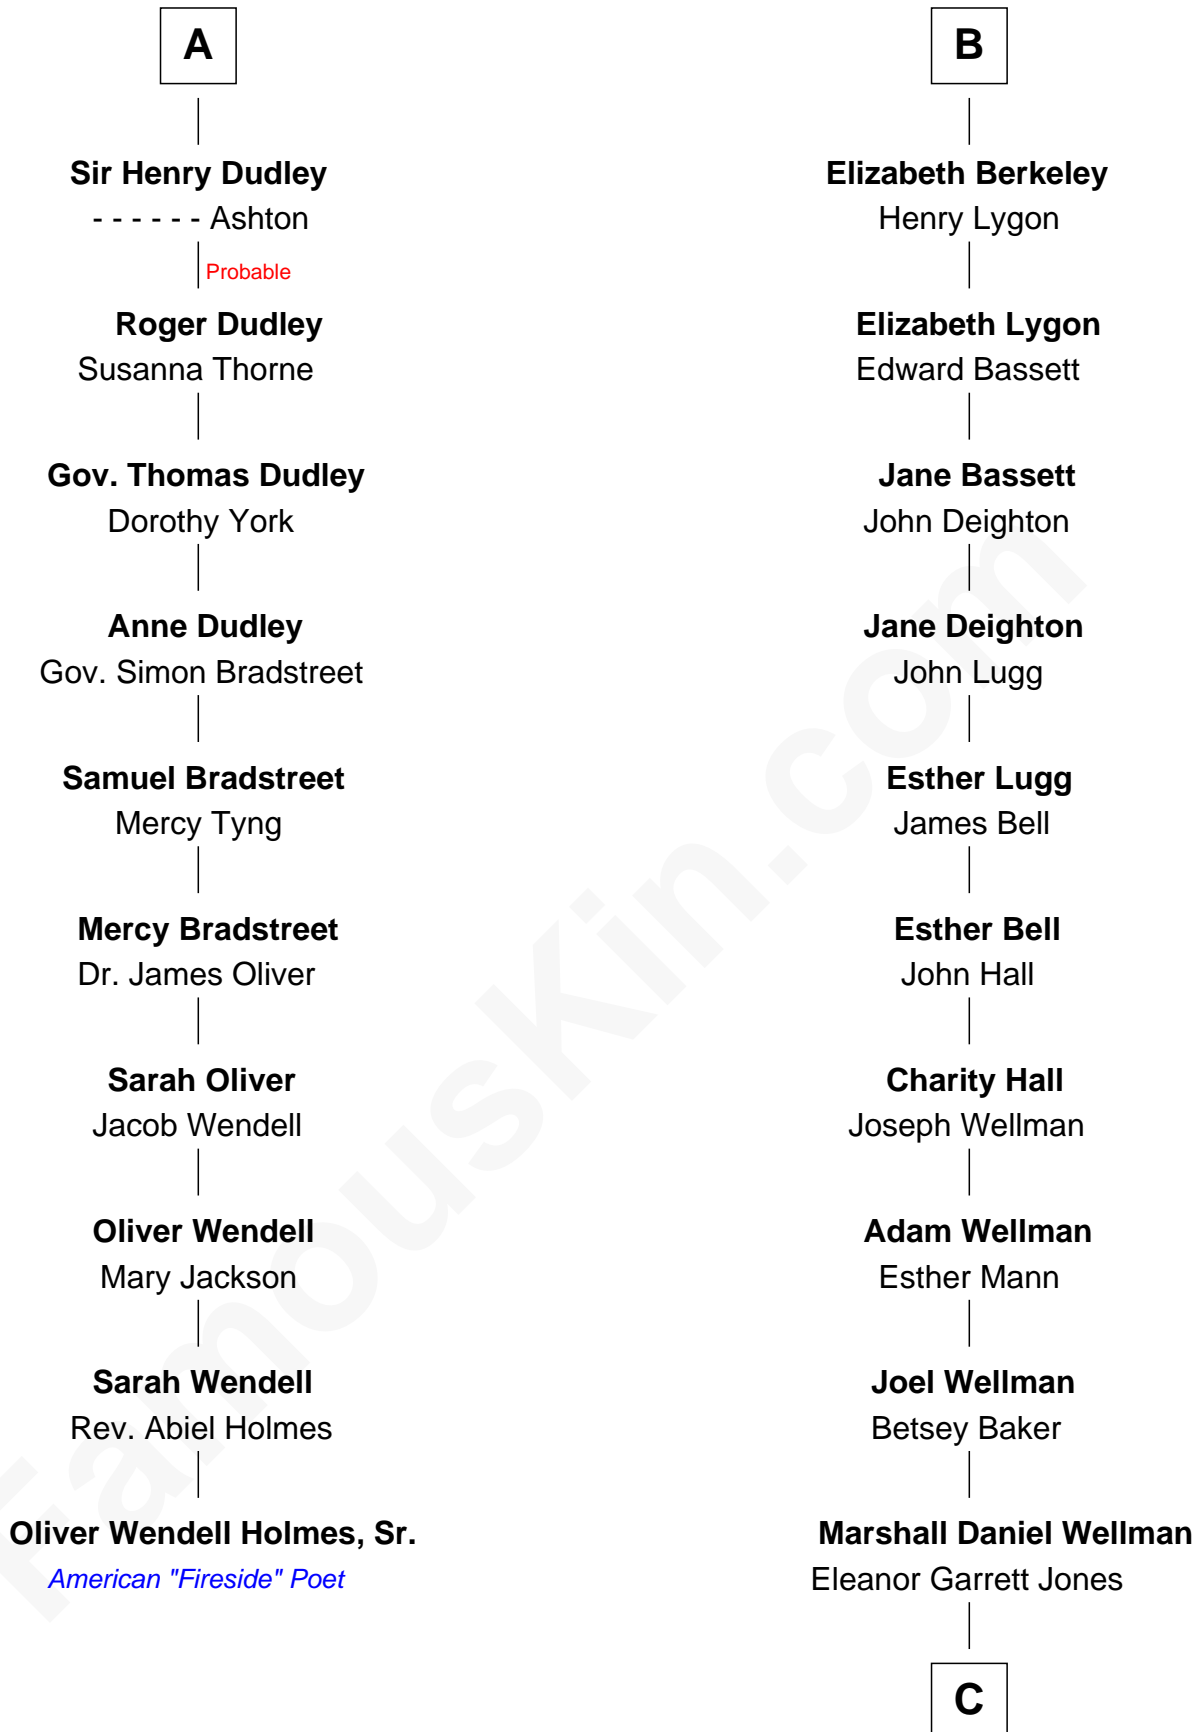 A
Sir Henry Dudley
- - - - - - Ashton
Probable
Roger Dudley
Susanna Thorne
Gov. Thomas Dudley
Dorothy York
Anne Dudley
Gov. Simon Bradstreet
Samuel Bradstreet
Mercy Tyng
Mercy Bradstreet
Dr. James Oliver
Sarah Oliver
Jacob Wendell
Oliver Wendell
Mary Jackson
Sarah Wendell
Rev. Abiel Holmes
Oliver Wendell Holmes, Sr.
American "Fireside" Poet
B
Elizabeth Berkeley
Henry Lygon
Elizabeth Lygon
Edward Bassett
Jane Bassett
John Deighton
Jane Deighton
John Lugg
Esther Lugg
James Bell
Esther Bell
John Hall
Charity Hall
Joseph Wellman
Adam Wellman
Esther Mann
Joel Wellman
Betsey Baker
Marshall Daniel Wellman
Eleanor Garrett Jones
C
FamousKin.com